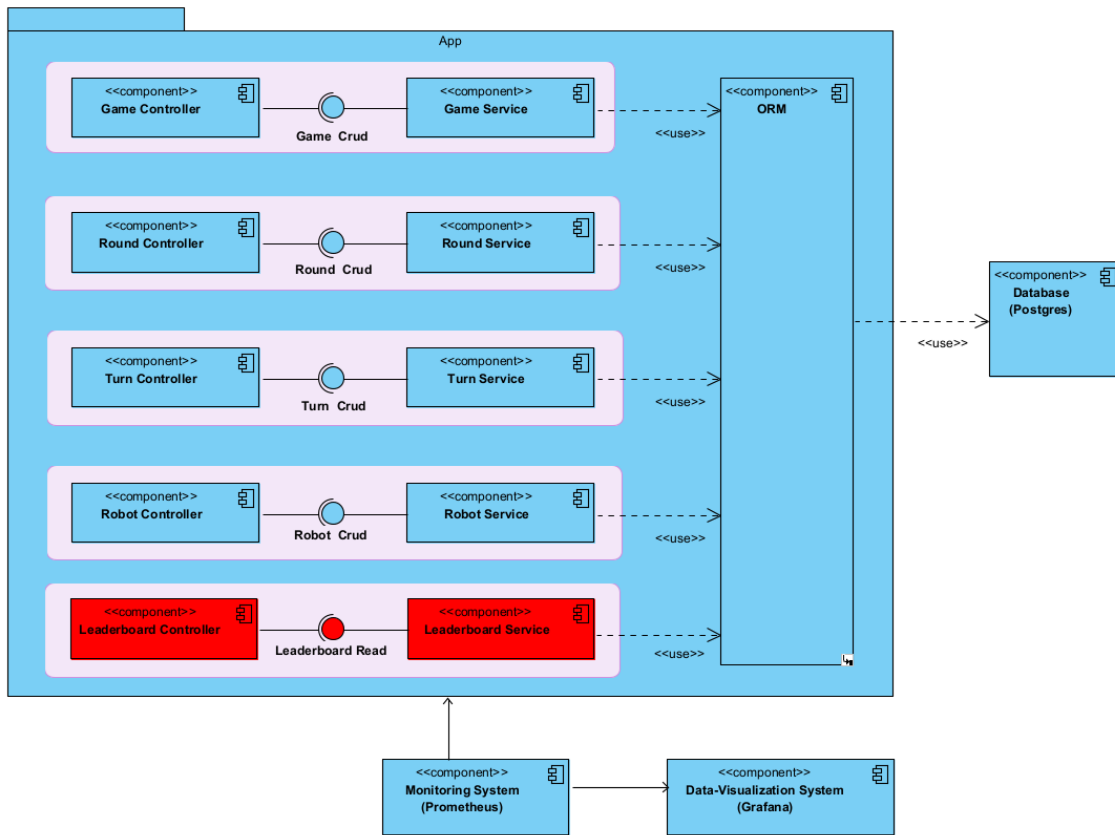 App
<<component>>
Game Controller
Game Crud
<<component>>
Game Service
<<use>>
<<component>>
ORM
<<component>>
Round Controller
Round Crud
<<component>>
Round Service
<<use>>
<<component>>
Database
(Postgres)
<<use>>
<<component>>
Turn Controller
Turn Crud
<<component>>
Turn Service
<<use>>
<<component>>
Robot Controller
Robot Crud
<<component>>
Robot Service
<<use>>
<<component>>
Leaderboard Controller
Leaderboard Read
<<component>>
Leaderboard Service
<<use>>
<<component>>
Monitoring System
(Prometheus)
<<component>>
Data-Visualization System
(Grafana)